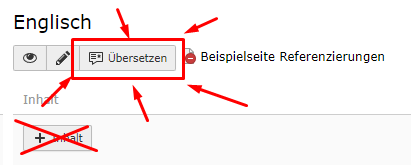 Englisch
Übersetzen Beispielseite Referenzierungen
Inhalt
+ Inhalt